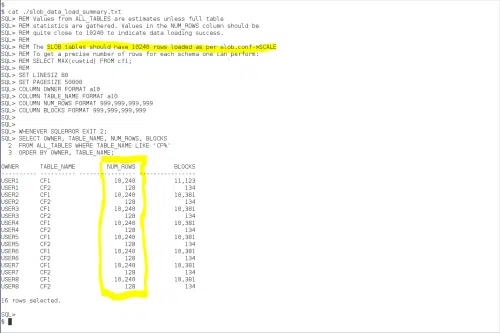 $
$ cat ./slob_data_load_summary.txt
SQL> REM Values from ALL_TABLES are estimates unless full table
SQL> REM statistics are gathered. Values in the NUM_ROWS column should be
SQL> REM quite close to 10240 to indicate data loading success.
SQL> REM
SQL> REM The SLOB tables should have 10240 rows loaded as per slob.conf->SCALE
SQL> REM To get a precise number of rows for each schema one can perform:
SQL> REM SELECT MAX(custid) FROM cf1;
SQL> REM
SQL> SET LINESIZE 80
SQL> SET PAGESIZE 50000
SQL> COLUMN OWNER FORMAT a10
SQL> COLUMN TABLE_NAME FORMAT a10
SQL> COLUMN NUM_ROWS FORMAT 999,999,999,999
SQL> COLUMN BLOCKS FORMAT 999,999,999,999
SQL>
SQL>
SQL> WHENEVER SQLERROR EXIT 2;
SQL> SELECT OWNER, TABLE_NAME, NUM_ROWS, BLOCKS
2 FROM ALL_TABLES WHERE TABLE_NAME LIKE 'CF%'
3 ORDER BY OWNER, TABLE_NAME;
OWNER TABLE_NAME NUM_ROWS BLOCKS
---------- ---------- ---------------- ----------------
USER1 CF1 10,240 11,123
USER1 CF2 128 134
USER2 CF1 10,240 10,301
USER2 CF2 128 134
USER3 CF1 10,240 10,301
USER3 CF2 128 134
USER4 CF1 10,240 10,301
USER4 CF2 128 134
USER5 CF1 10,240 10,301
USER5 CF2 128 134
USER6 CF1 10,240 10,301
USER6 CF2 128 134
USER7 CF1 10,240 10,301
USER7 CF2 128 134
USER8 CF1 10,240 10,301
USER8 CF2 128 134
16 rows selected.
SQL>
$